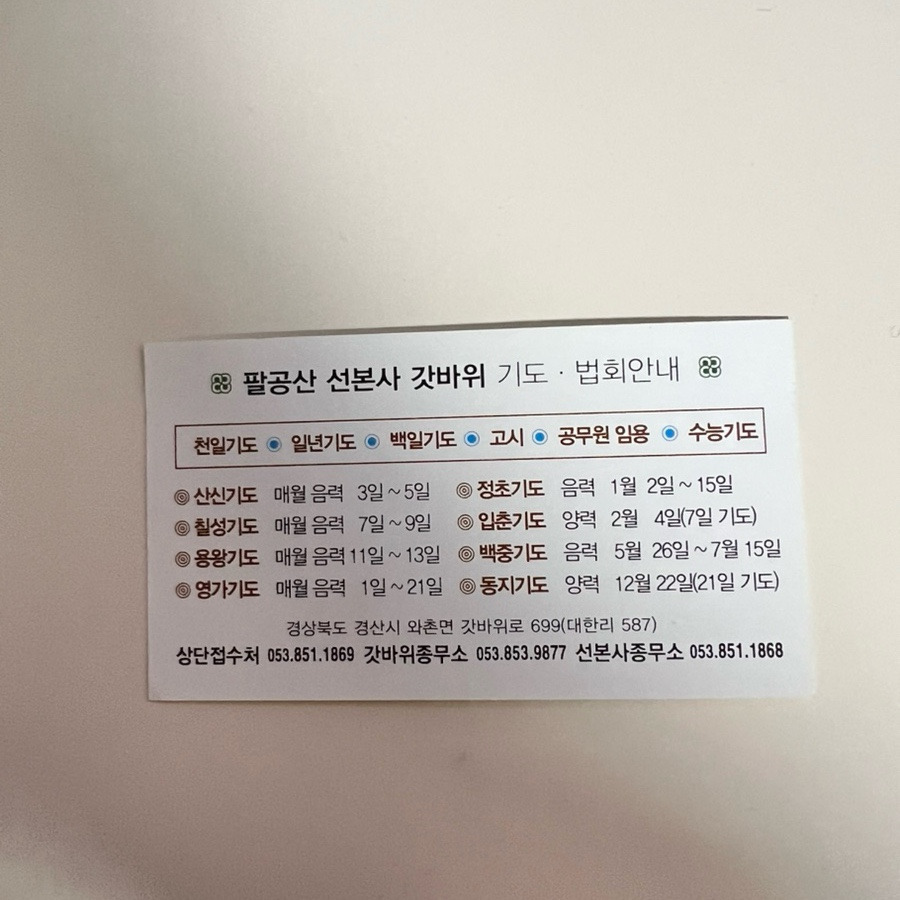 팔공산 선본사 갓바위 기도 · 법회안내
천일기도 일년기도 백일기도 고시 공무원 임용 수능기도
산신기도 매월 음력 3일~5일 정초기도 음력 1월 2일~15일
칠성기도 매월 음력 7일~9일 입춘기도 양력 2월 4일(7일 기도)
용왕기도 매월 음력 11일~13일 백중기도 음력 5월 26일~7월 15일
영가기도 매월 음력 1일~21일 동지기도 양력 12월 22일(21일 기도)
경상북도 경산시 와촌면 갓바위로 699(대한리 587)
상단접수처 053.851.1869 갓바위종무소 053.853.9877 선본사종무소 053.851.1868